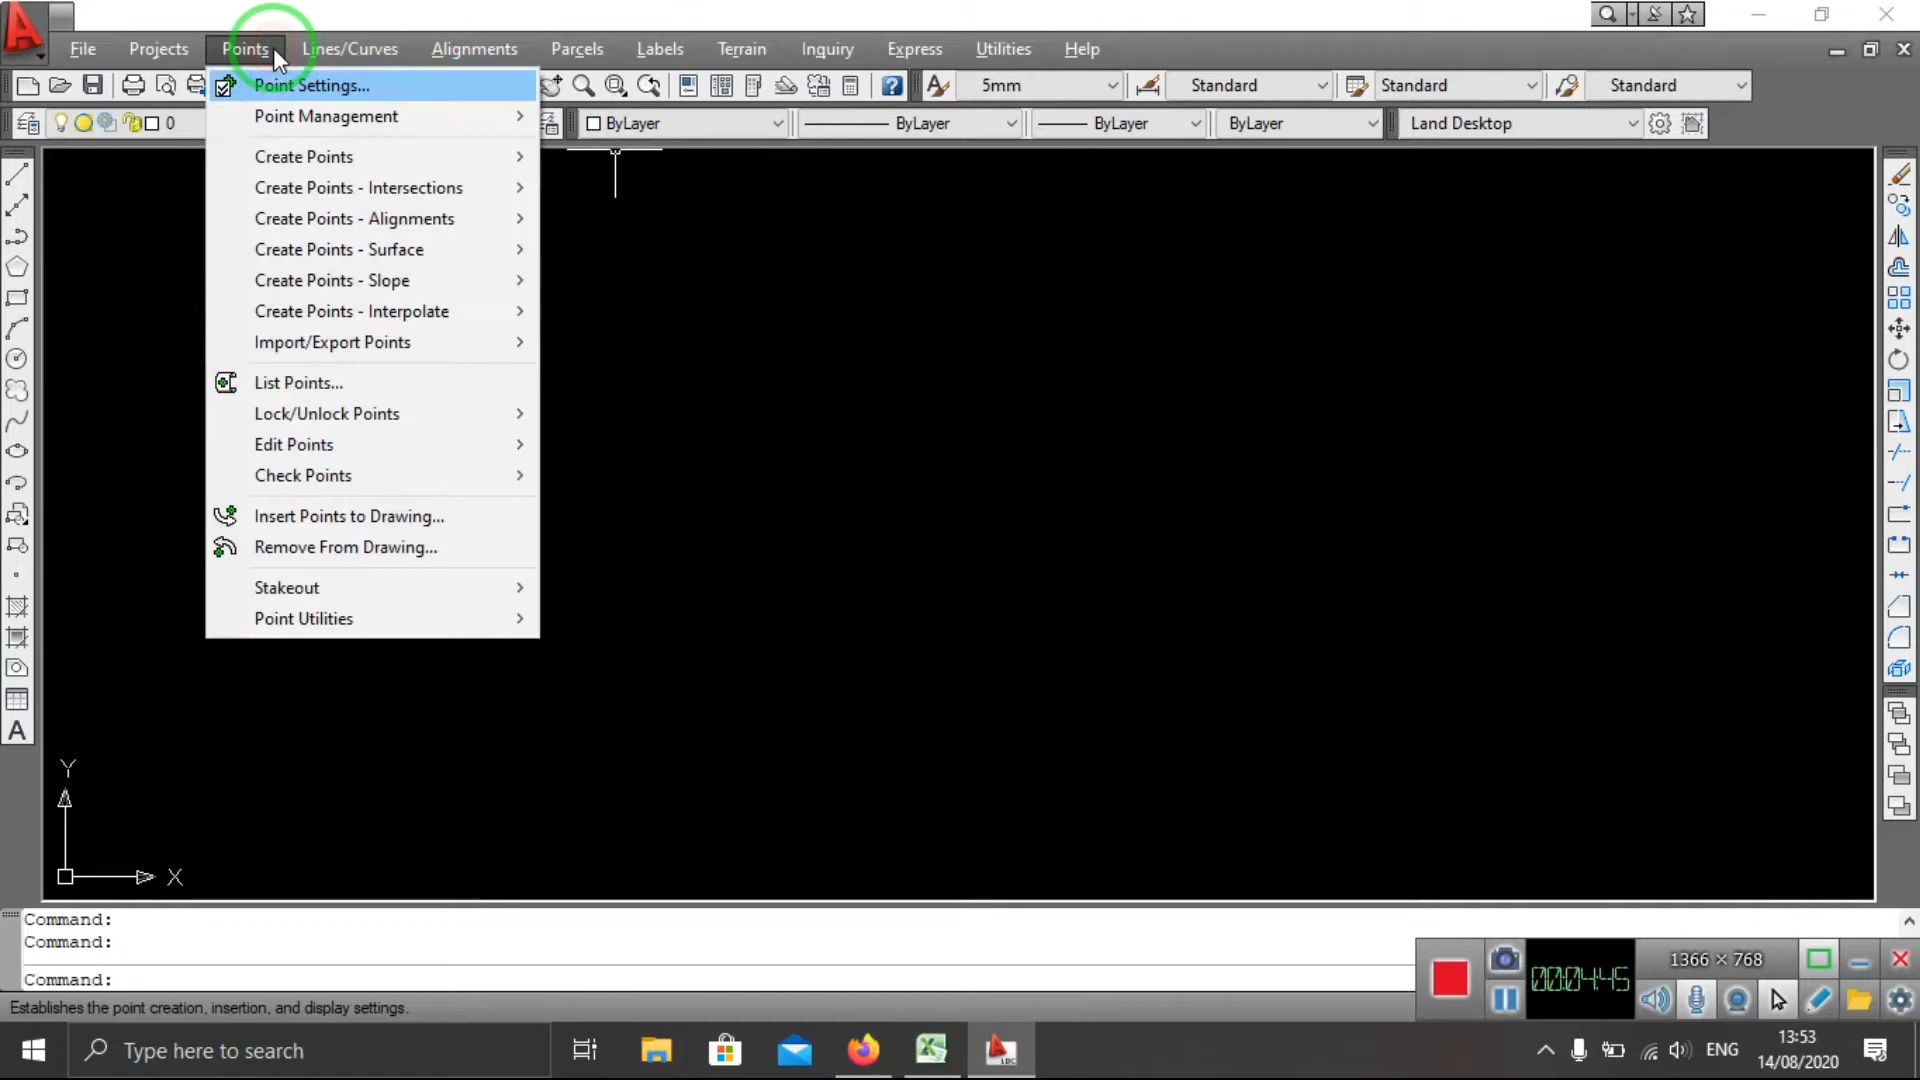 File Projects Points Lines/Curves Alignments Parcels Labels Terrain Inquiry Express Utilities Help
5mm Standard Standard Standard
0 ByLayer ByLayer ByLayer ByLayer Land Desktop
Point Settings...
Point Management
Create Points
Create Points - Intersections
Create Points - Alignments
Create Points - Surface
Create Points - Slope
Create Points - Interpolate
Import/Export Points
List Points...
Lock/Unlock Points
Edit Points
Check Points
Insert Points to Drawing...
Remove From Drawing...
Stakeout
Point Utilities
A
Y
X
Command:
Command:
Command:
1366 × 768
00:04:45
Establishes the point creation, insertion, and display settings.
Type here to search
LDC
ENG
13:53
14/08/2020